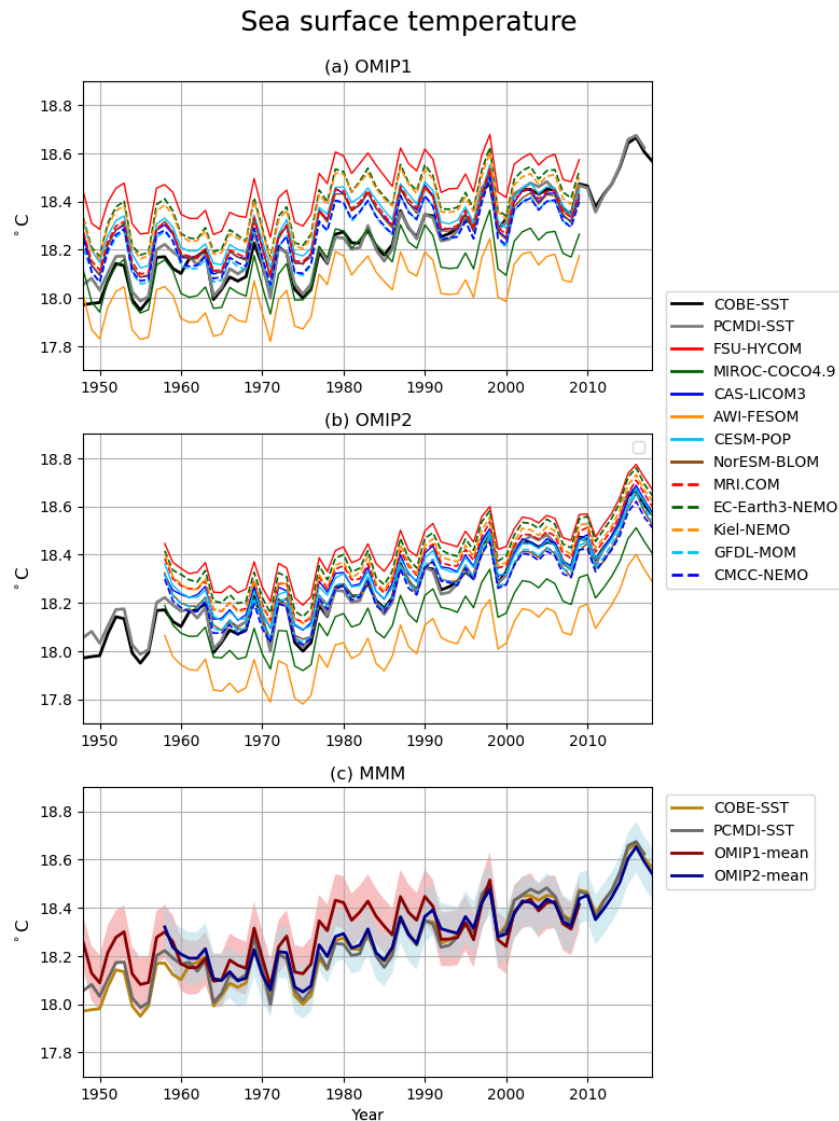 Sea surface temperature
(a) OMIP1
18.8
18.6
18.4
18.2
18.0
17.8
°C
1950 1960 1970 1980 1990 2000 2010
COBE-SST
PCMDI-SST
FSU-HYCOM
MIROC-COCO4.9
CAS-LICOM3
AWI-FESOM
CESM-POP
NorESM-BLOM
MRI.COM
EC-Earth3-NEMO
Kiel-NEMO
GFDL-MOM
CMCC-NEMO
(b) OMIP2
18.8
18.6
18.4
18.2
18.0
17.8
°C
1950 1960 1970 1980 1990 2000 2010
(c) MMM
18.8
18.6
18.4
18.2
18.0
17.8
°C
1950 1960 1970 1980 1990 2000 2010
Year
COBE-SST
PCMDI-SST
OMIP1-mean
OMIP2-mean